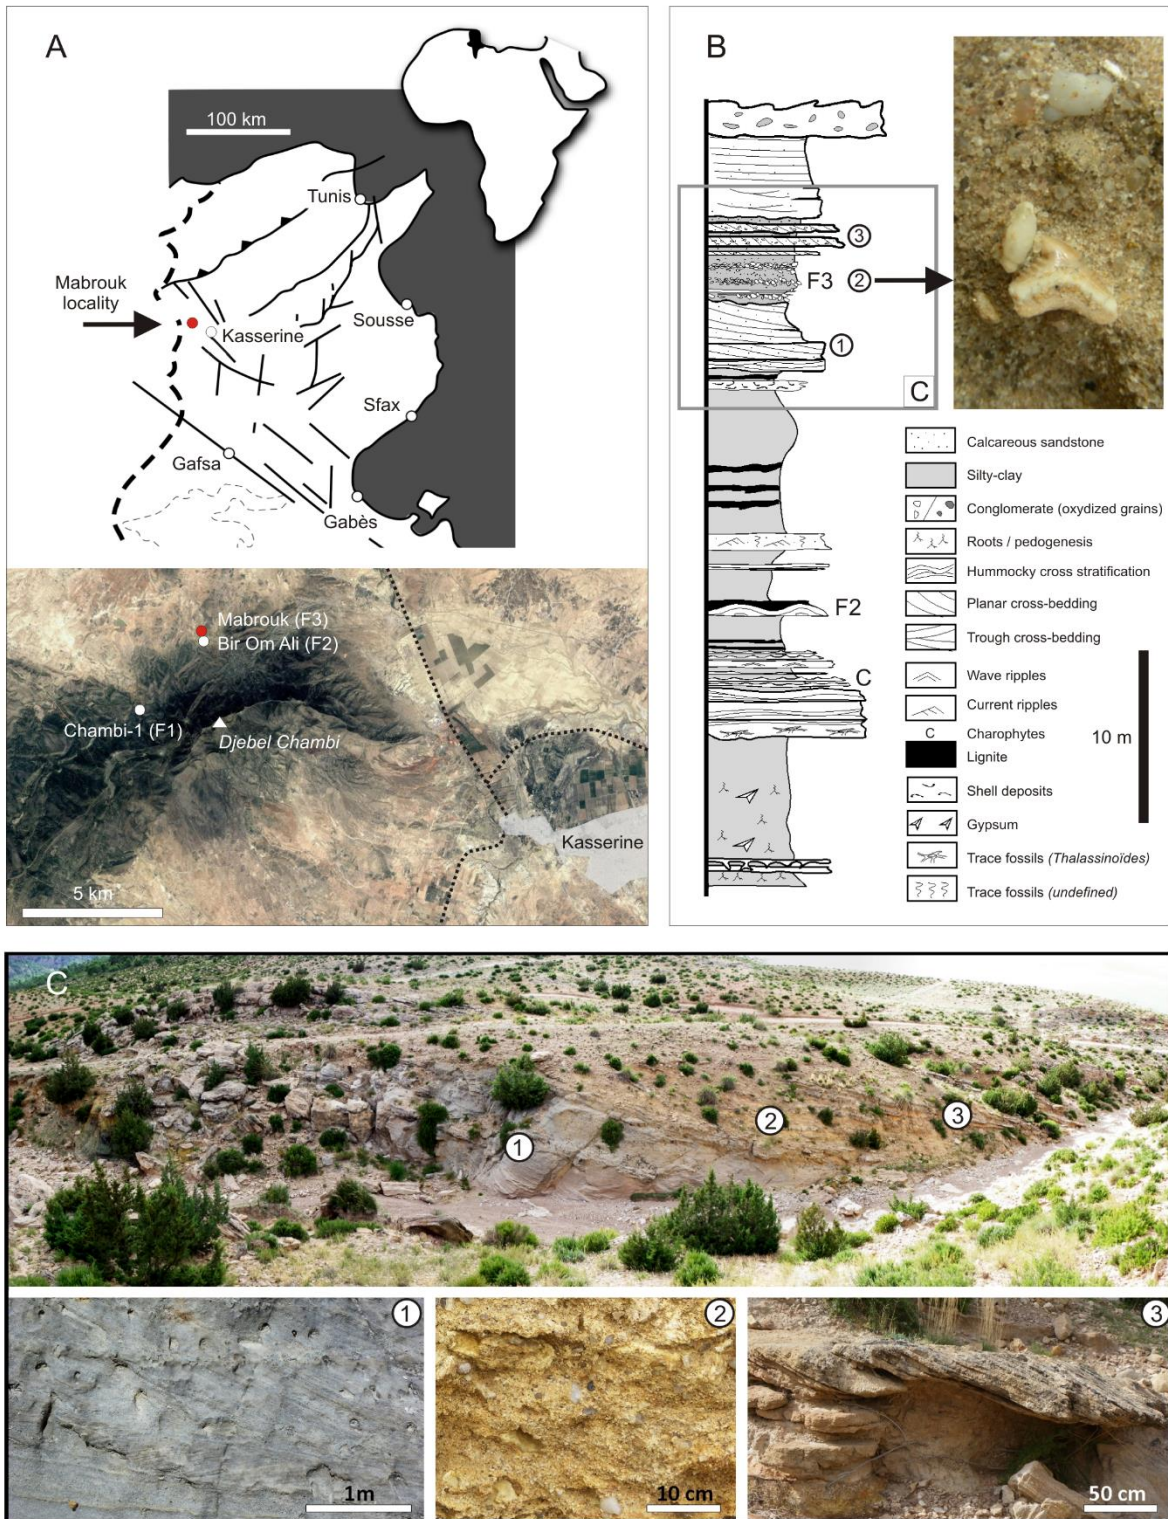 A
100 km
Tunis
Mabrouk
locality
Kasserine
Sousse
Sfax
Gafsa
Gabès
Mabrouk (F3)
Bir Om Ali (F2)
Chambi-1 (F1)
Djebel Chambi
Kasserine
5 km
B
3
F3
2
1
C
F2
C
Calcareous sandstone
Silty-clay
Conglomerate (oxydized grains)
Roots / pedogenesis
Hummocky cross stratification
Planar cross-bedding
Trough cross-bedding
Wave ripples
Current ripples
C Charophytes
Lignite
Shell deposits
Gypsum
Trace fossils (Thalassinoïdes)
Trace fossils (undefined)
10 m
C
1
2
3
1
1m
2
10 cm
3
50 cm